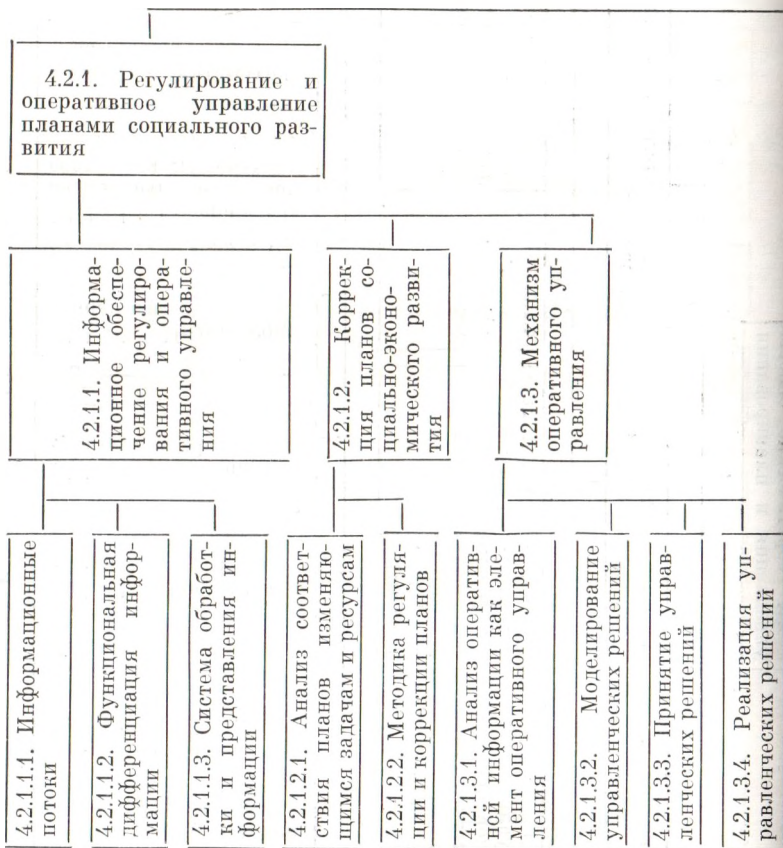 4.2.1. Регулирование и
оперативное управление
планами социального раз-
вития
4.2.1.1. Информа-
ционное обеспе-
чение регулиро-
вания и опера-
тивного управле-
ния
4.2.1.2. Коррек-
ция планов со-
циально-эконо-
мического разви-
тия
4.2.1.3. Механизм
оперативного уп-
равления
4.2.1.1.1. Информационные
потоки
4.2.1.1.2. Функциональная
дифференциация инфор-
мации
4.2.1.1.3. Система обработ-
ки и представления ин-
формации
4.2.1.2.1. Анализ соответ-
ствия планов изменяю-
щимся задачам и ресурсам
4.2.1.2.2. Методика регуля-
ции и коррекции планов
4.2.1.3.1. Анализ оператив-
ной информации как эле-
мент оперативного управ-
ления
4.2.1.3.2. Моделирование
управленческих решений
4.2.1.3.3. Принятие управ-
ленческих решений
4.2.1.3.4. Реализация уп-
равленческих решений